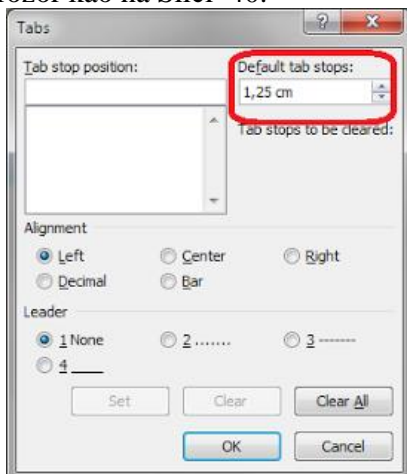 Tabs
Tab stop position:
Default tab stops:
1,25 cm
Tab stops to be cleared:
Alignment
Left Center Right
Decimal Bar
Leader
1 None 2 ....... 3 -------
4 ___
Set Clear Clear All
OK Cancel